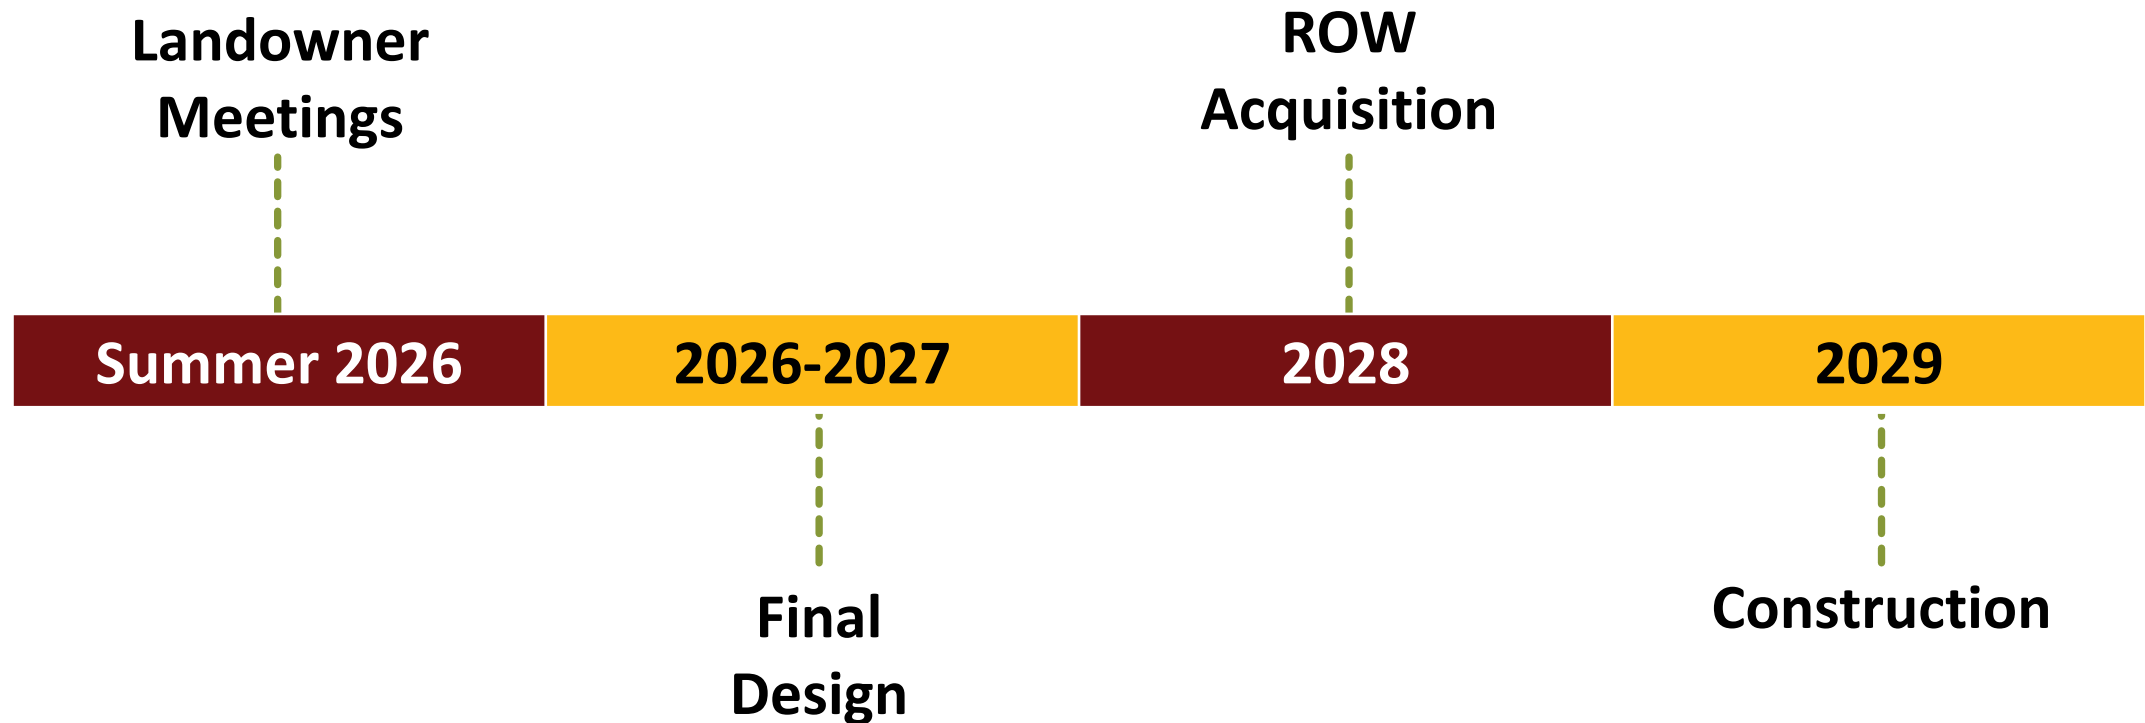 Landowner
Meetings
ROW
Acquisition
Summer 2026
2026-2027
2028
2029
Final
Design
Construction